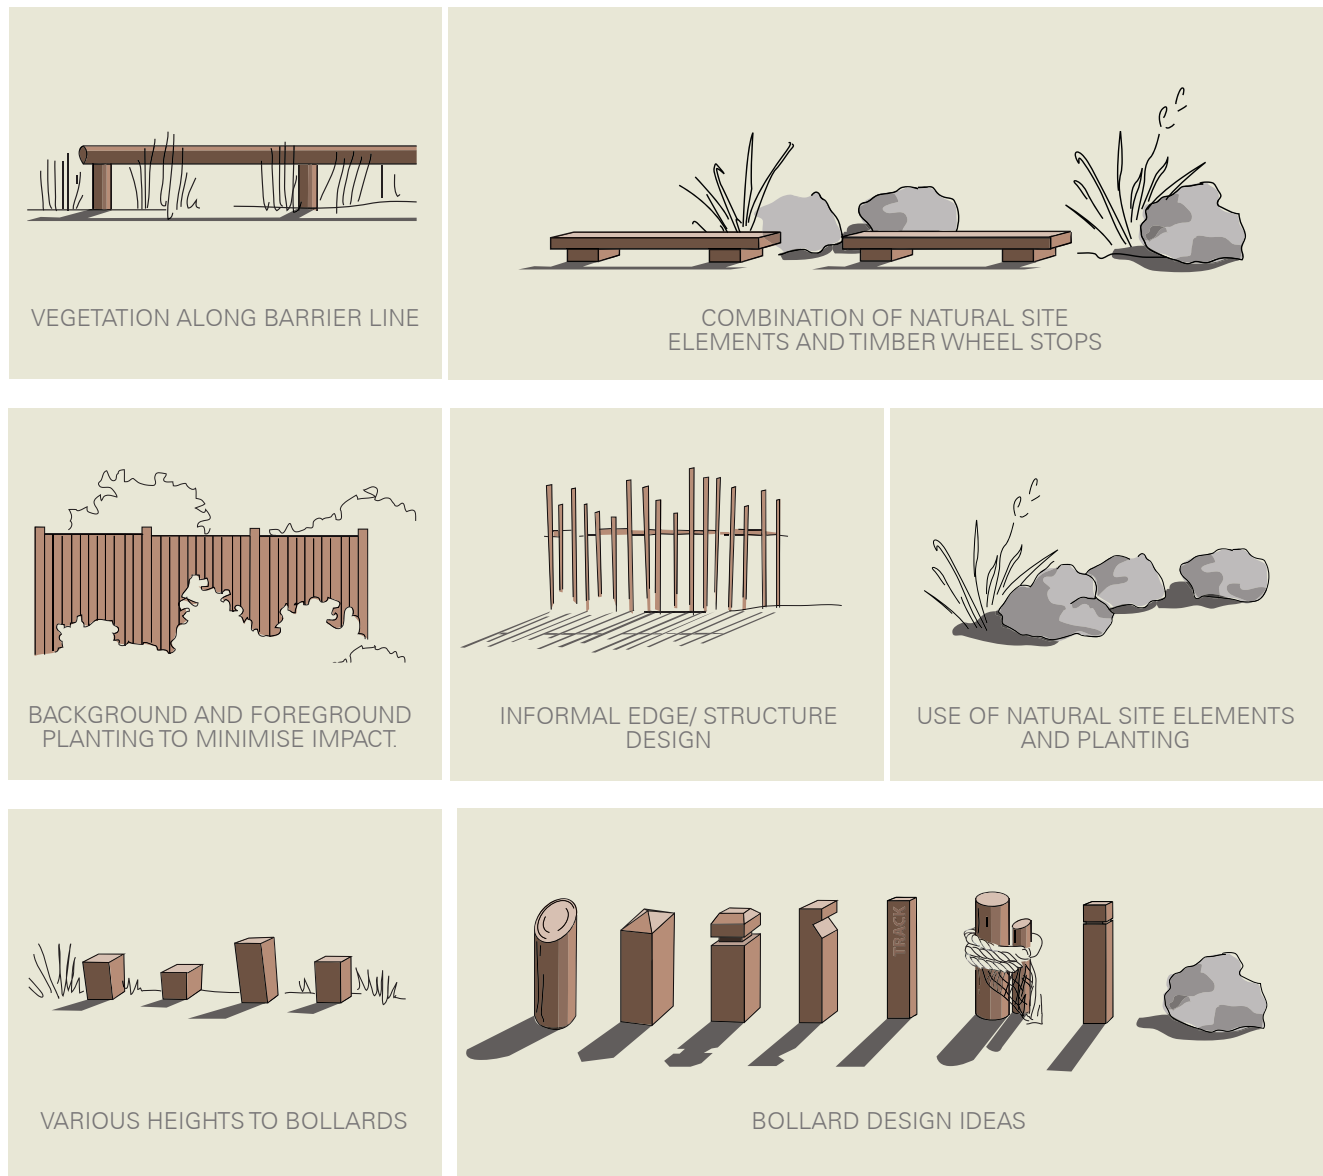 VEGETATION ALONG BARRIER LINE
COMBINATION OF NATURAL SITE
ELEMENTS AND TIMBER WHEEL STOPS
BACKGROUND AND FOREGROUND
PLANTING TO MINIMISE IMPACT.
INFORMAL EDGE/ STRUCTURE
DESIGN
USE OF NATURAL SITE ELEMENTS
AND PLANTING
VARIOUS HEIGHTS TO BOLLARDS
TRACK
BOLLARD DESIGN IDEAS